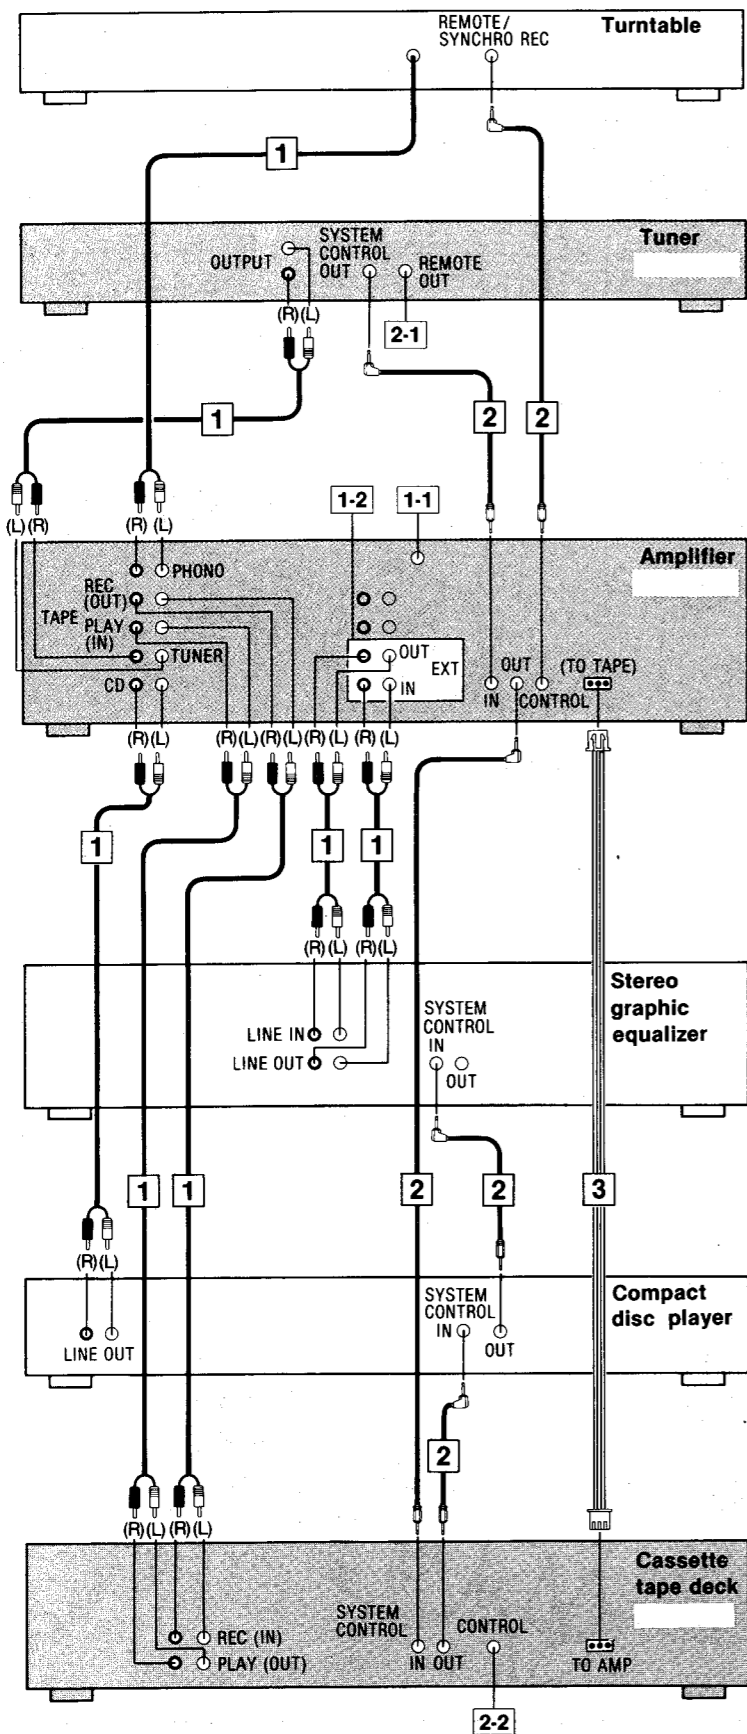 REMOTE/
SYNCHRO REC
Turntable
1
Tuner
SYSTEM
CONTROL
OUT
OUTPUT
REMOTE
OUT
(R) (L)
2-1
1
2
2
(L) (R)
(R) (L)
1-2
1-1
Amplifier
PHONO
REC
(OUT)
TAPE
PLAY
(IN)
TUNER
CD
OUT
EXT
IN
OUT
(TO TAPE)
IN
CONTROL
(R) (L)
(R) (L)
(R) (L)
(R) (L)
(R) (L)
1
1
1
1
1
(R) (L)
(R) (L)
Stereo
graphic
equalizer
SYSTEM
CONTROL
IN
OUT
LINE IN
LINE OUT
2
2
3
(R) (L)
Compact
disc player
SYSTEM
CONTROL
IN
OUT
LINE OUT
2
(R) (L)
(R) (L)
Cassette
tape deck
SYSTEM
CONTROL
CONTROL
REC (IN)
PLAY (OUT)
IN OUT
TO AMP
2-2